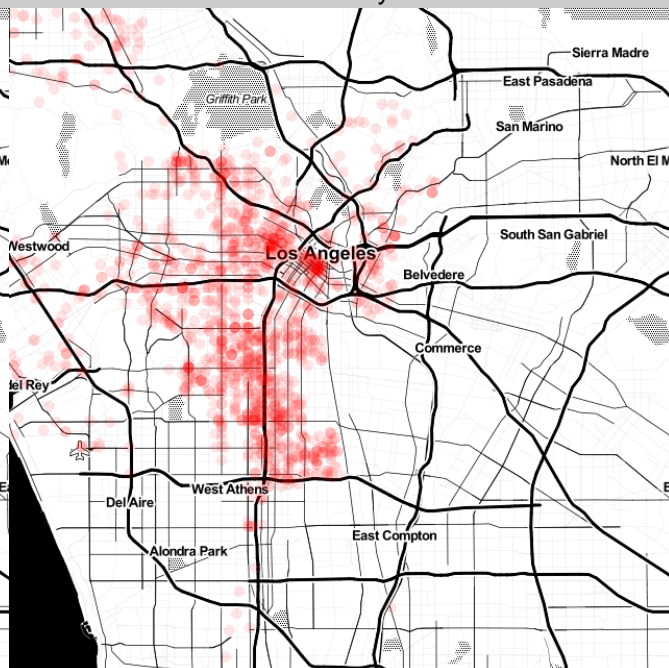 Sierra Madre
East Pasadena
Griffith Park
San Marino
North El M
Westwood
South San Gabriel
Los Angeles
Belvedere
Commerce
del Rey
West Athens
Del Aire
East Compton
Alondra Park